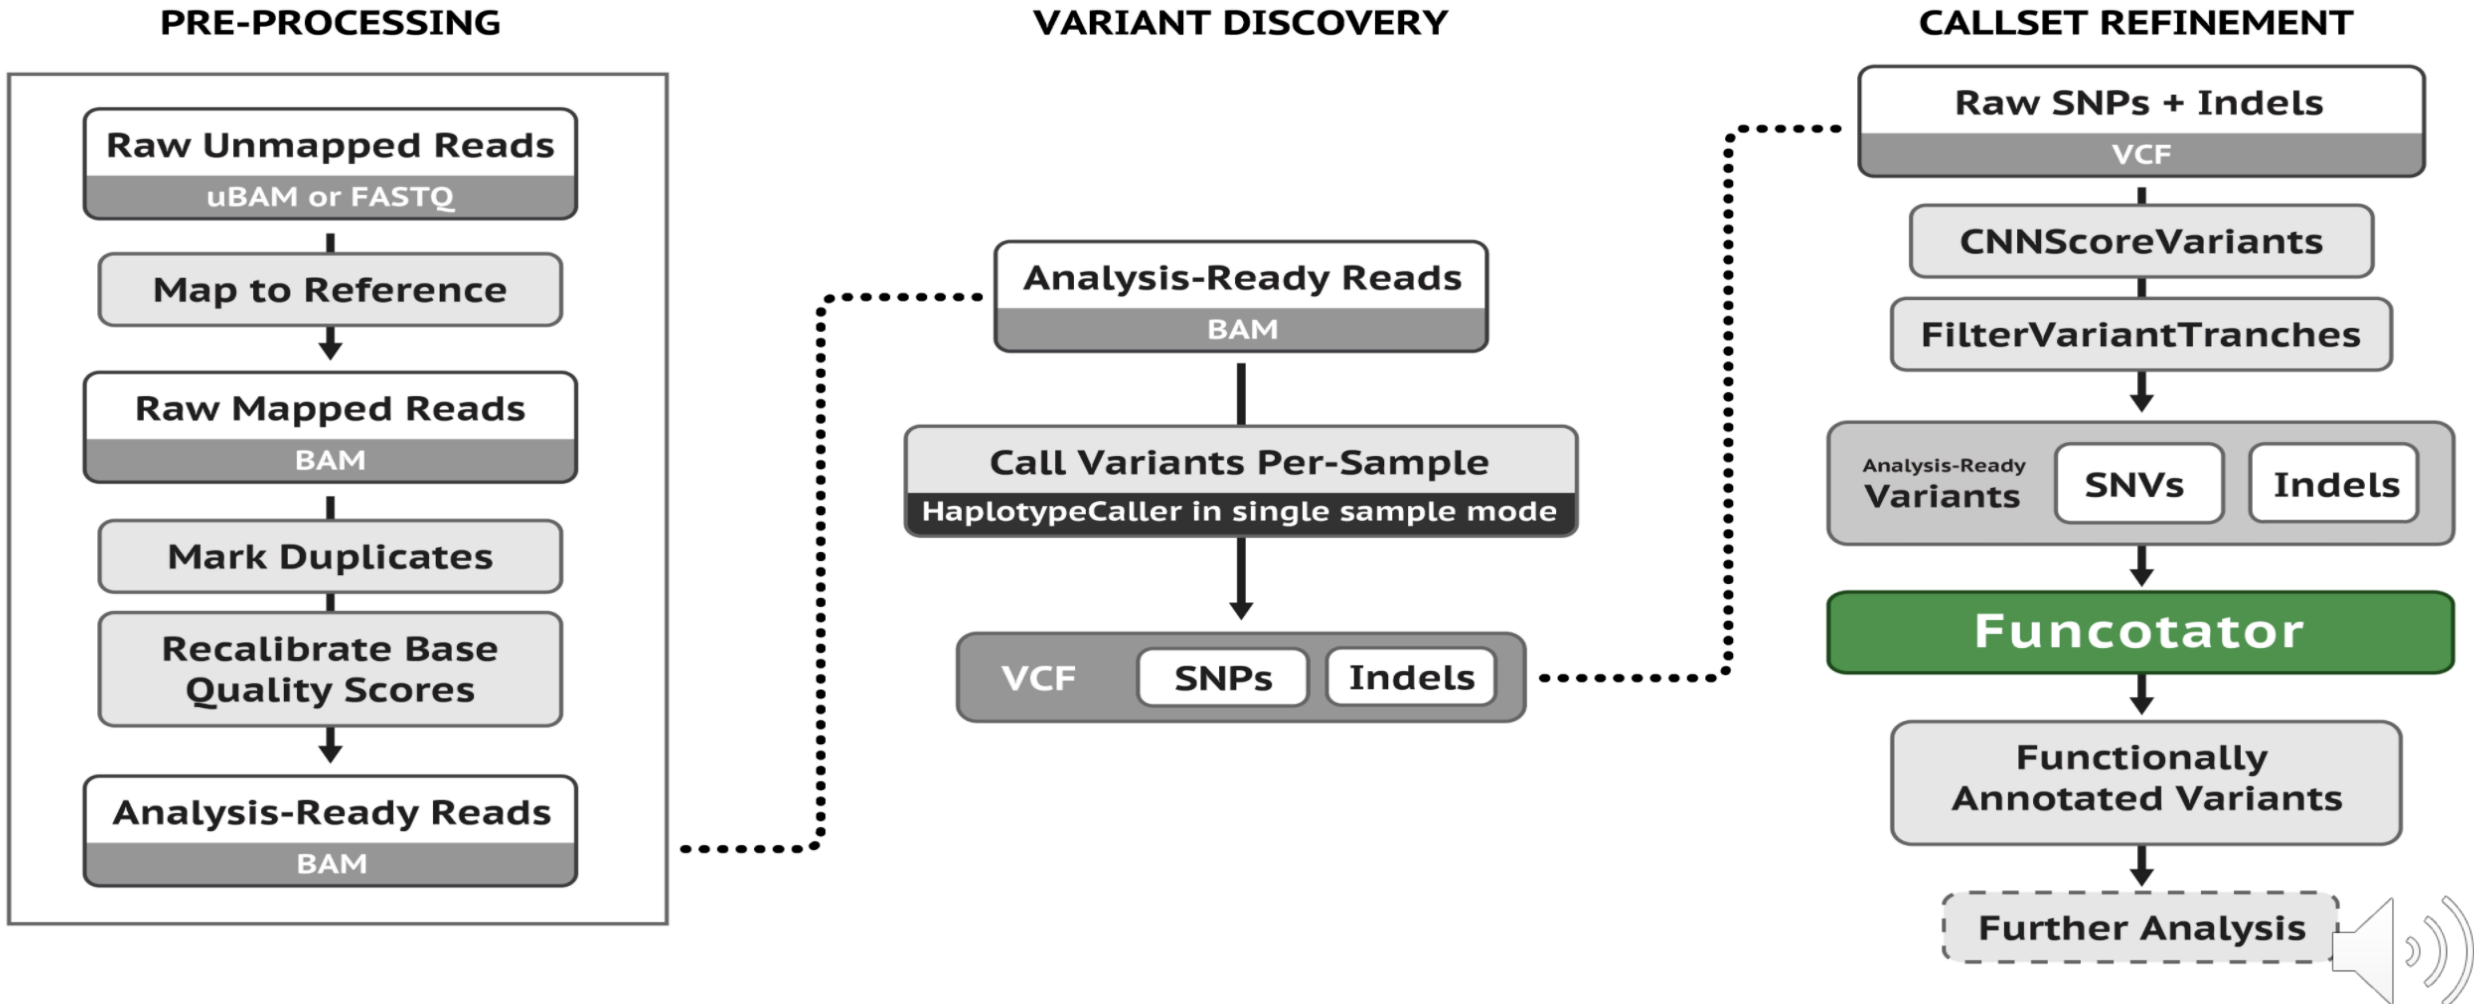 PRE-PROCESSING
Raw Unmapped Reads
uBAM or FASTQ
Map to Reference
Raw Mapped Reads
BAM
Mark Duplicates
Recalibrate Base
Quality Scores
Analysis-Ready Reads
BAM
VARIANT DISCOVERY
Analysis-Ready Reads
BAM
Call Variants Per-Sample
HaplotypeCaller in single sample mode
VCF SNPs Indels
CALLSET REFINEMENT
Raw SNPs + Indels
VCF
CNNScoreVariants
FilterVariantTranches
Analysis-Ready
Variants SNVs Indels
Funcotator
Functionally
Annotated Variants
Further Analysis